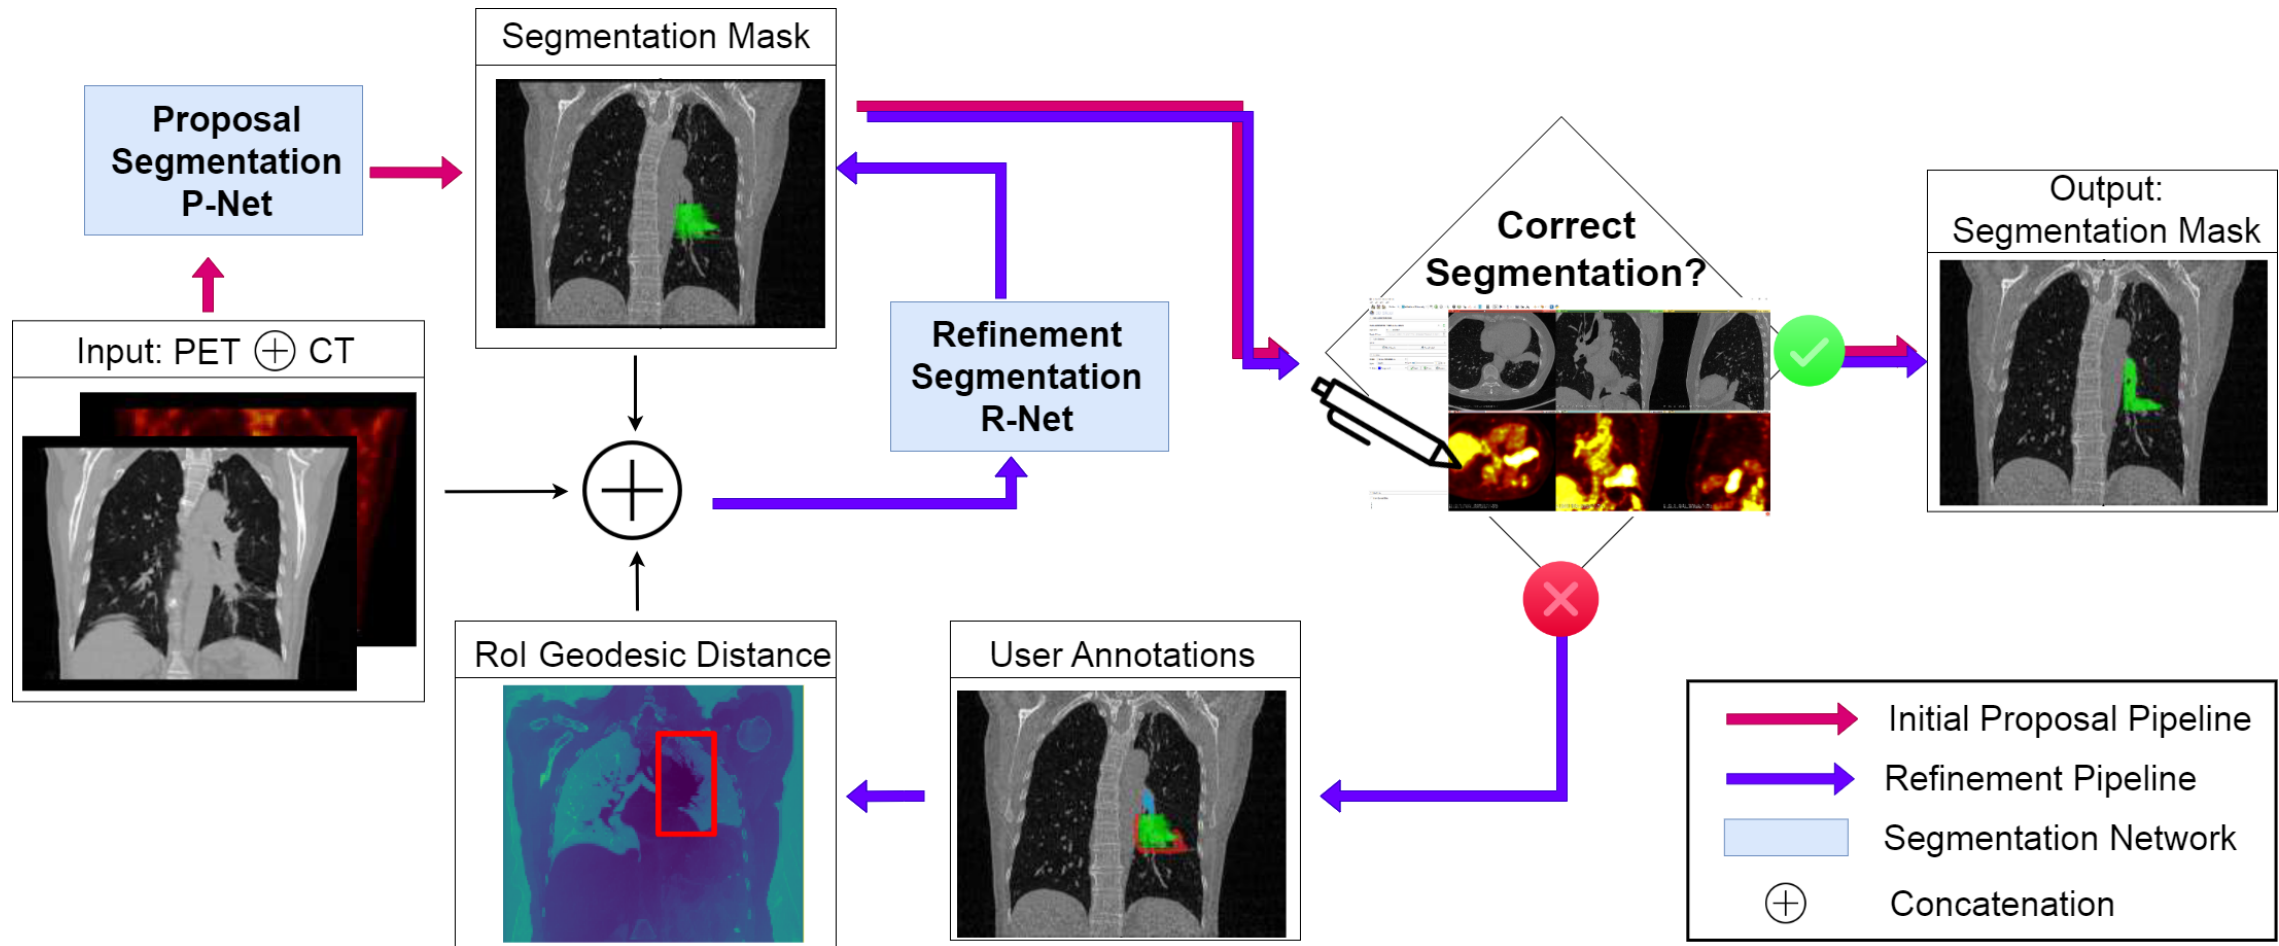 Segmentation Mask
Proposal
Segmentation
P-Net
Input: PET ⊕ CT
Refinement
Segmentation
R-Net
Correct
Segmentation?
Output:
Segmentation Mask
RoI Geodesic Distance
User Annotations
Initial Proposal Pipeline
Refinement Pipeline
Segmentation Network
Concatenation